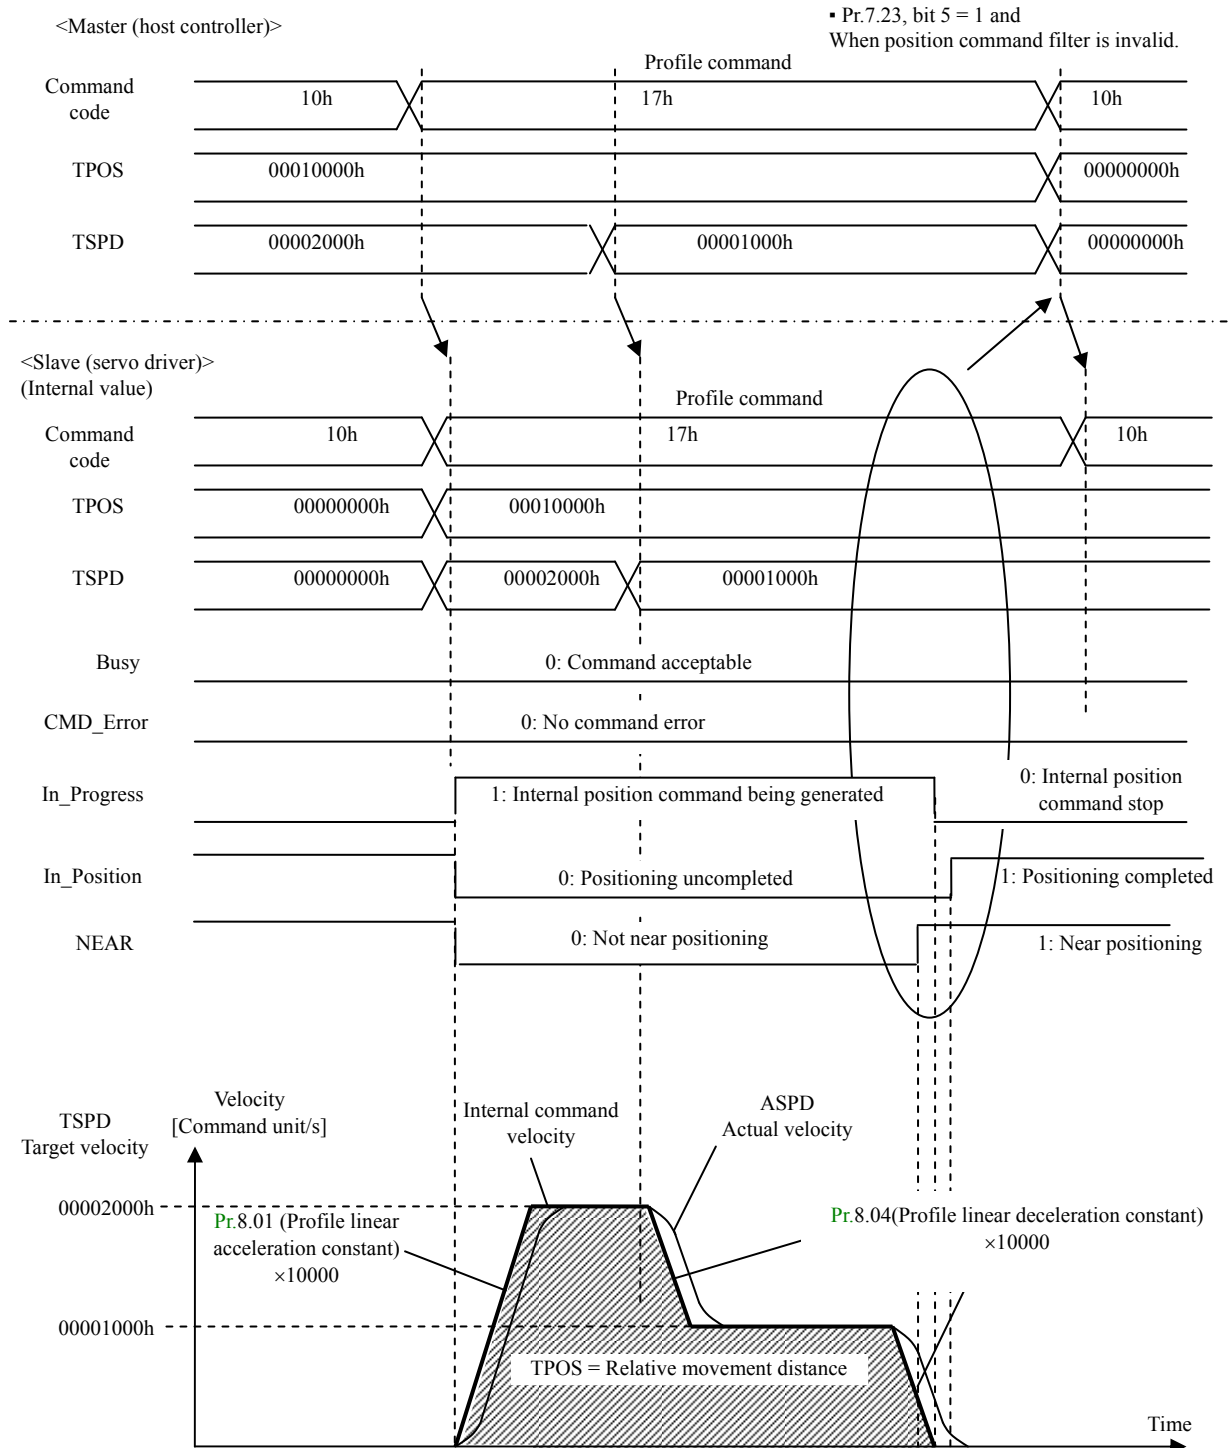 ▪ Pr.7.23, bit 5 = 1 and
When position command filter is invalid.
<Master (host controller)>
Profile command
Command
code
10h
17h
10h
TPOS
00010000h
00000000h
TSPD
00002000h
00001000h
00000000h
<Slave (servo driver)>
(Internal value)
Profile command
Command
code
10h
17h
10h
TPOS
00000000h
00010000h
TSPD
00000000h
00002000h
00001000h
Busy
0: Command acceptable
CMD_Error
0: No command error
In_Progress
1: Internal position command being generated
0: Internal position
command stop
In_Position
0: Positioning uncompleted
1: Positioning completed
NEAR
0: Not near positioning
1: Near positioning
TSPD
Target velocity
Velocity
[Command unit/s]
Internal command
velocity
ASPD
Actual velocity
00002000h
Pr.8.01 (Profile linear
acceleration constant)
×10000
Pr.8.04(Profile linear deceleration constant)
×10000
00001000h
TPOS = Relative movement distance
Time